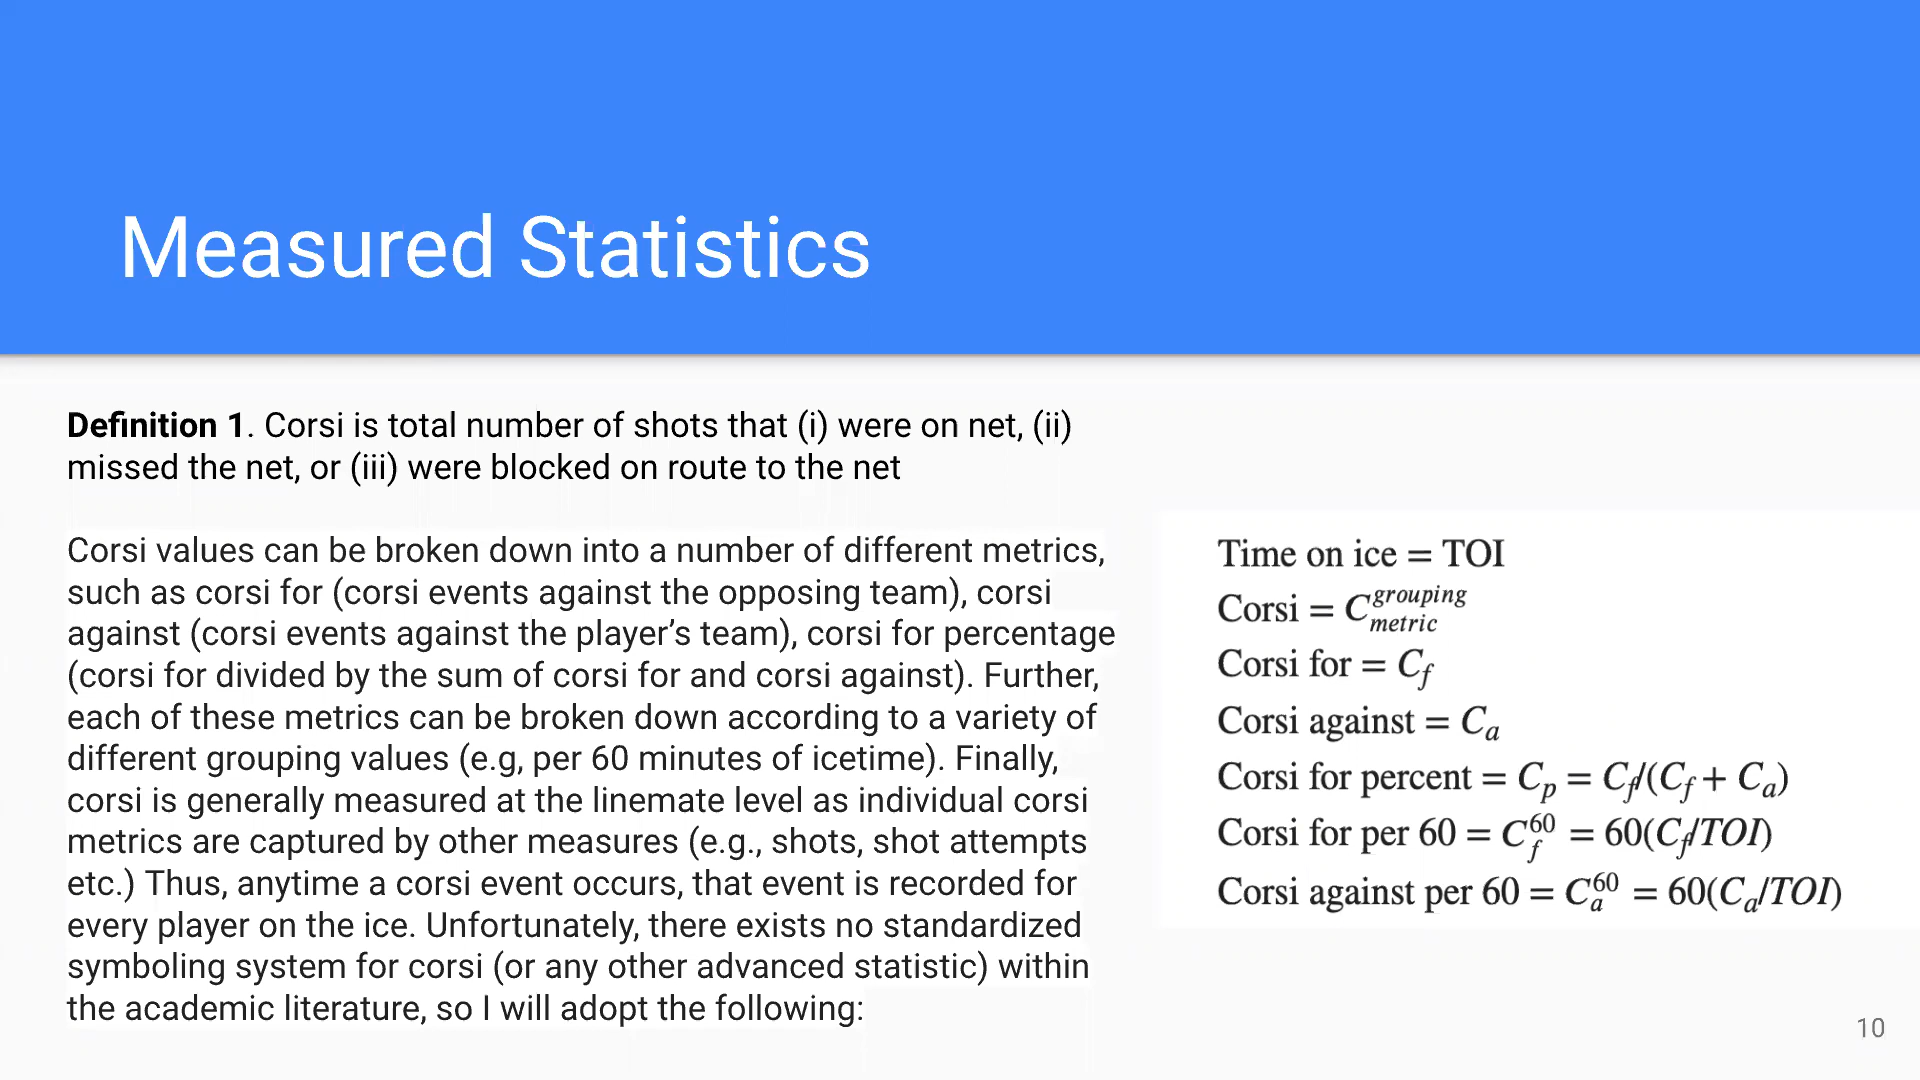 Measured Statistics
Definition 1. Corsi is total number of shots that (i) were on net, (ii)
missed the net, or (iii) were blocked on route to the net
Corsi values can be broken down into a number of different metrics,
such as corsi for (corsi events against the opposing team), corsi
against (corsi events against the player’s team), corsi for percentage
(corsi for divided by the sum of corsi for and corsi against). Further,
each of these metrics can be broken down according to a variety of
different grouping values (e.g, per 60 minutes of icetime). Finally,
corsi is generally measured at the linemate level as individual corsi
metrics are captured by other measures (e.g., shots, shot attempts
etc.) Thus, anytime a corsi event occurs, that event is recorded for
every player on the ice. Unfortunately, there exists no standardized
symboling system for corsi (or any other advanced statistic) within
the academic literature, so I will adopt the following:
Time on ice = TOI
Corsi = C_{metric}^{grouping}
Corsi for = C_f
Corsi against = C_a
Corsi for percent = C_p = C_f/(C_f + C_a)
Corsi for per 60 = C_f^{60} = 60(C_f/TOI)
Corsi against per 60 = C_a^{60} = 60(C_a/TOI)
10